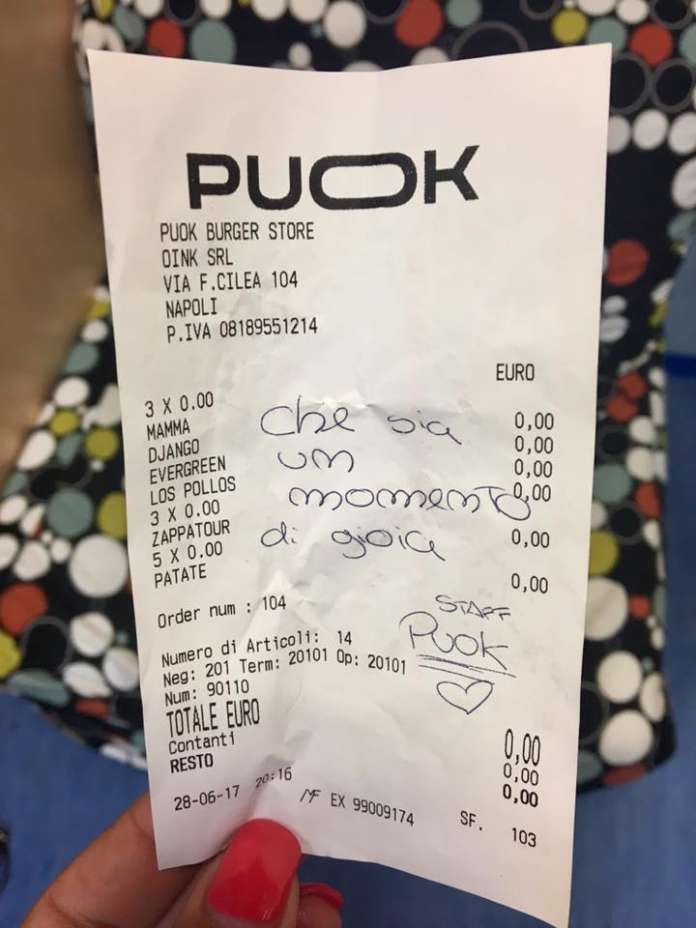 PUOK
PUOK BURGER STORE
OINK SRL
VIA F.CILEA 104
NAPOLI
P.IVA 08189551214
EURO
3 X 0.00
MAMMA 0,00
DJANGO 0,00
EVERGREEN 0,00
LOS POLLOS 0,00
3 X 0.00
ZAPPATOUR 0,00
5 X 0.00
PATATE 0,00
che sia
un
momento
di gioia
STAFF
PUOK
Order num : 104
Numero di Articoli: 14
Neg: 201 Term: 20101 Op: 20101
Num: 90110
TOTALE EURO 0,00
Contanti 0,00
RESTO 0,00
28-06-17 20:16 SF. 103
MF EX 99009174